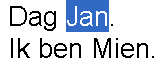 Dag Jan.
Ik ben Mien.